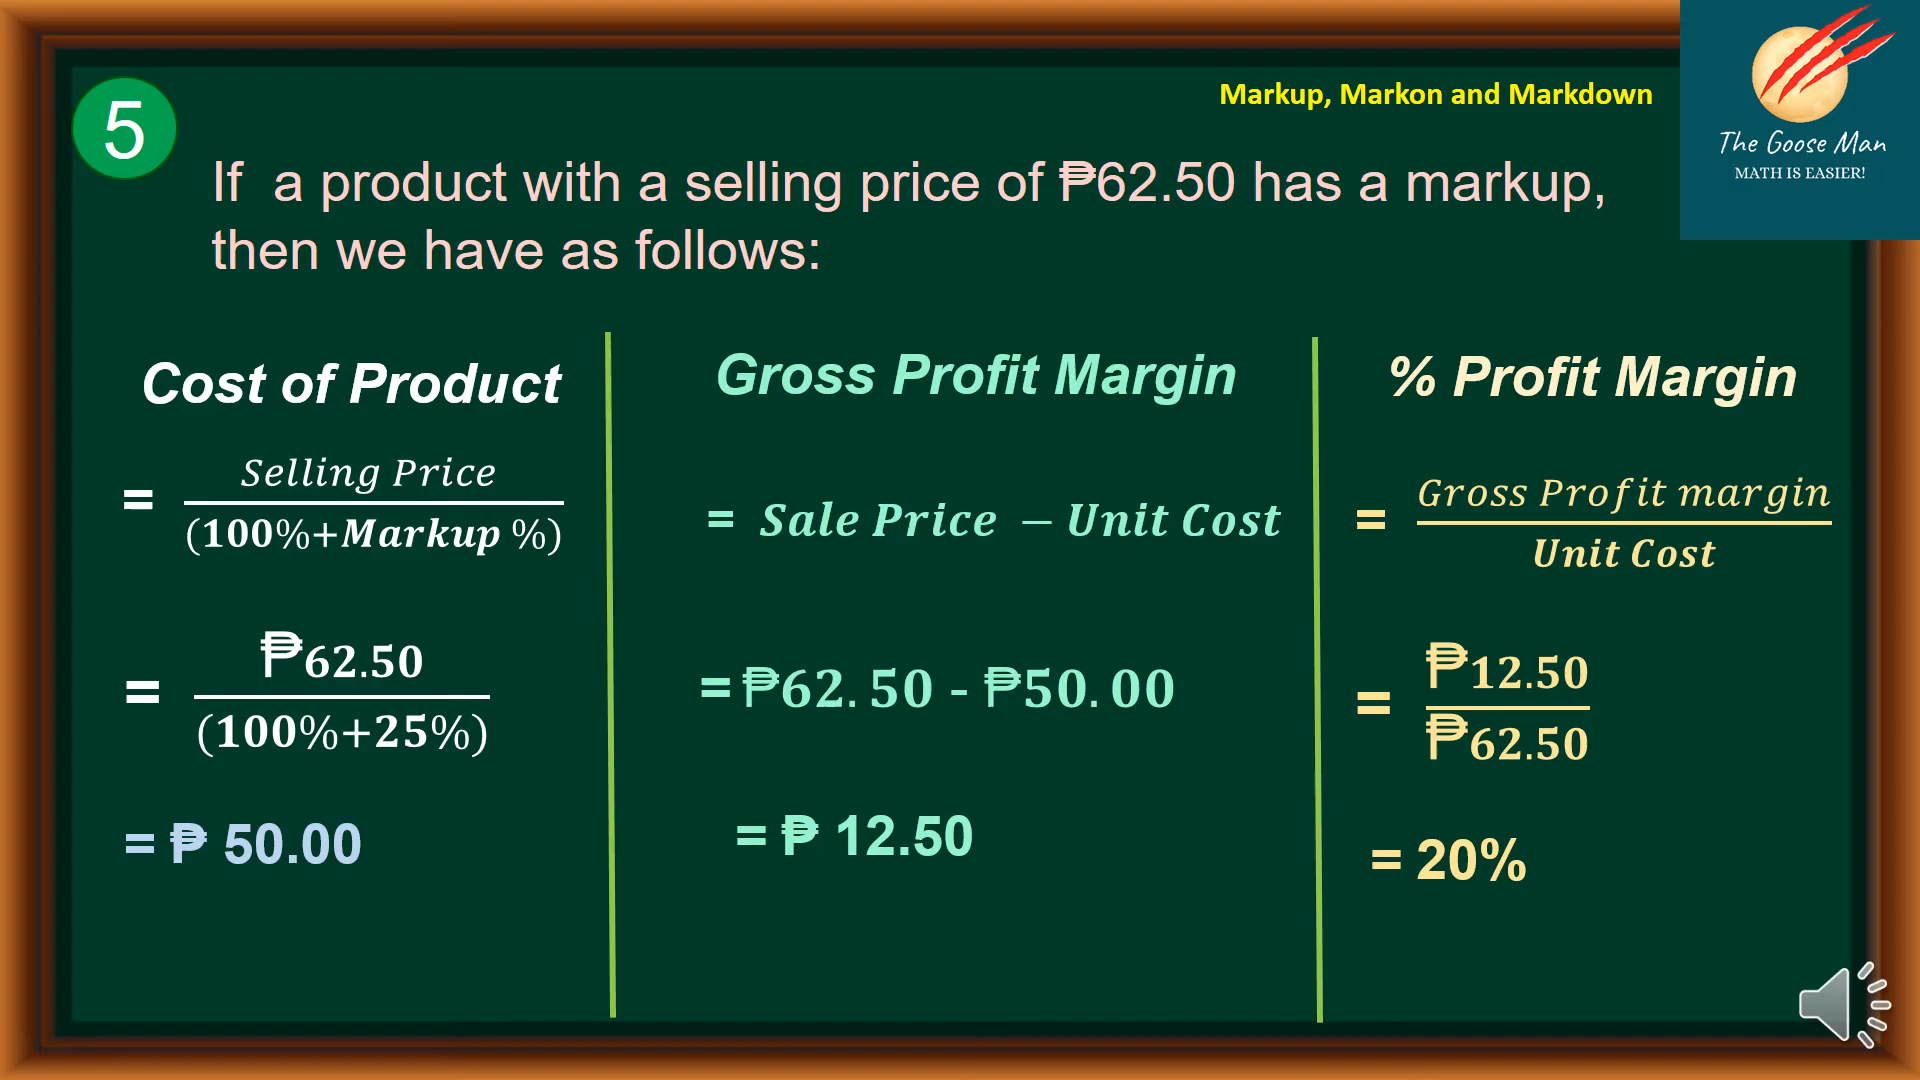 5
Markup, Markon and Markdown
The Goose Man
MATH IS EASIER!
If a product with a selling price of ₱62.50 has a markup,
then we have as follows:
Cost of Product
= Selling Price
(100%+Markup %)
= ₱62.50
(100%+25%)
= ₱ 50.00
Gross Profit Margin
= Sale Price − Unit Cost
= ₱62.50 - ₱50.00
= ₱ 12.50
% Profit Margin
= Gross Profit margin
Unit Cost
= ₱12.50
₱62.50
= 20%